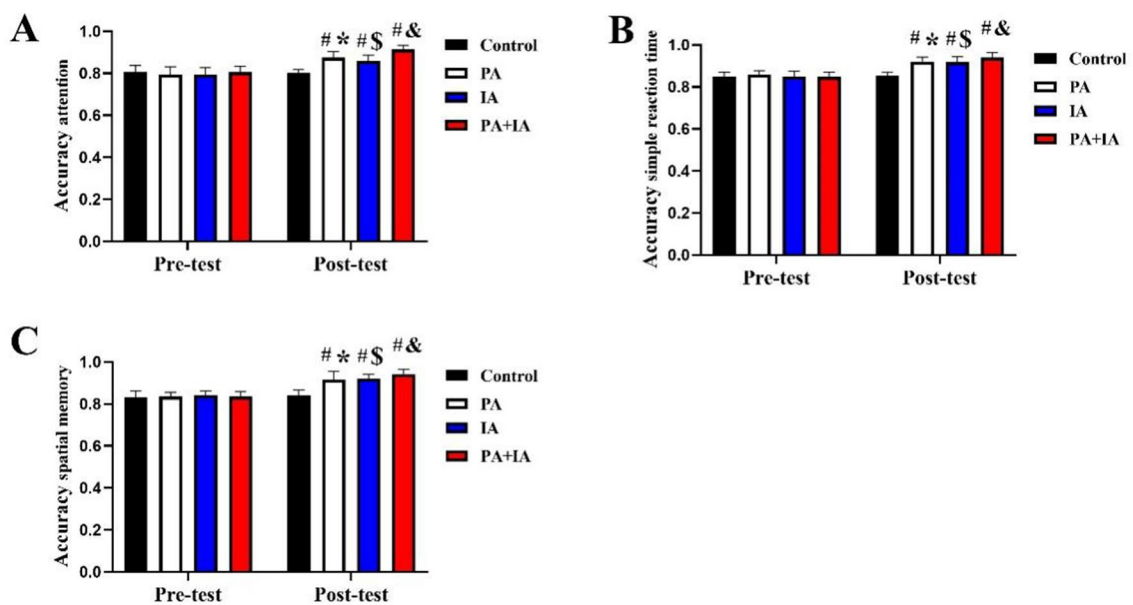 A
Accuracy attention
1.0
0.8
0.6
0.4
0.2
0.0
# * # $ # &
Pre-test Post-test
Control
PA
IA
PA+IA
B
Accuracy simple reaction time
1.0
0.8
0.6
0.4
0.2
0.0
# * # $ # &
Pre-test Post-test
Control
PA
IA
PA+IA
C
Accuracy spatial memory
1.0
0.8
0.6
0.4
0.2
0.0
# * # $ # &
Pre-test Post-test
Control
PA
IA
PA+IA